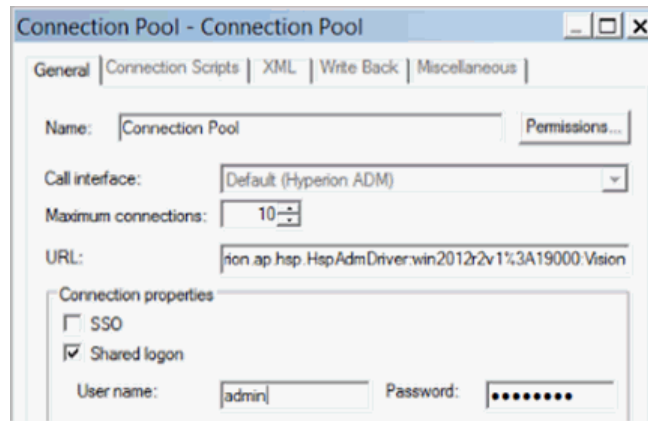 Connection Pool - Connection Pool
General Connection Scripts XML Write Back Miscellaneous
Name: Connection Pool Permissions...
Call interface: Default (Hyperion ADM)
Maximum connections: 10
URL: rion.ap.hsp.HspAdmDriver:win2012r2v1%3A19000:Vision
Connection properties
SSO
Shared logon
User name: admin Password: ••••••••